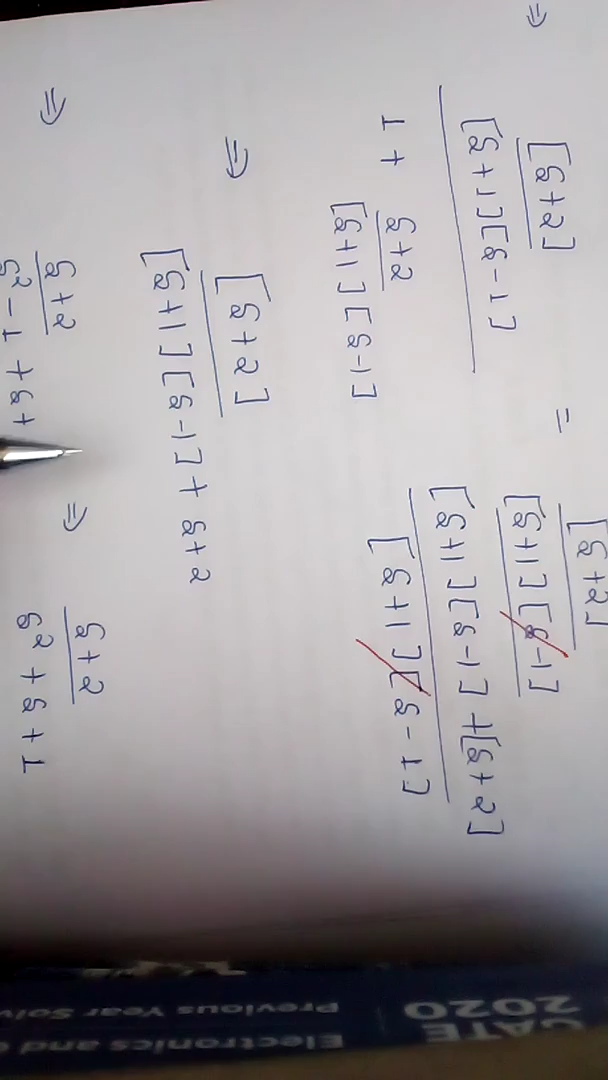 ⇒ [s+2] = [s+2]
[s+1][s-1] [s+1][s-1]
1 + s+2 [s+1][s-1]+[s+2]
[s+1][s-1] [s+1][s-1]
⇒ [s+2]
[s+1][s-1]+s+2
⇒ s+2 ⇒ s+2
s²-1+s+ s²+s+1
GATE
2020
Previous Year Solv
Electronics and